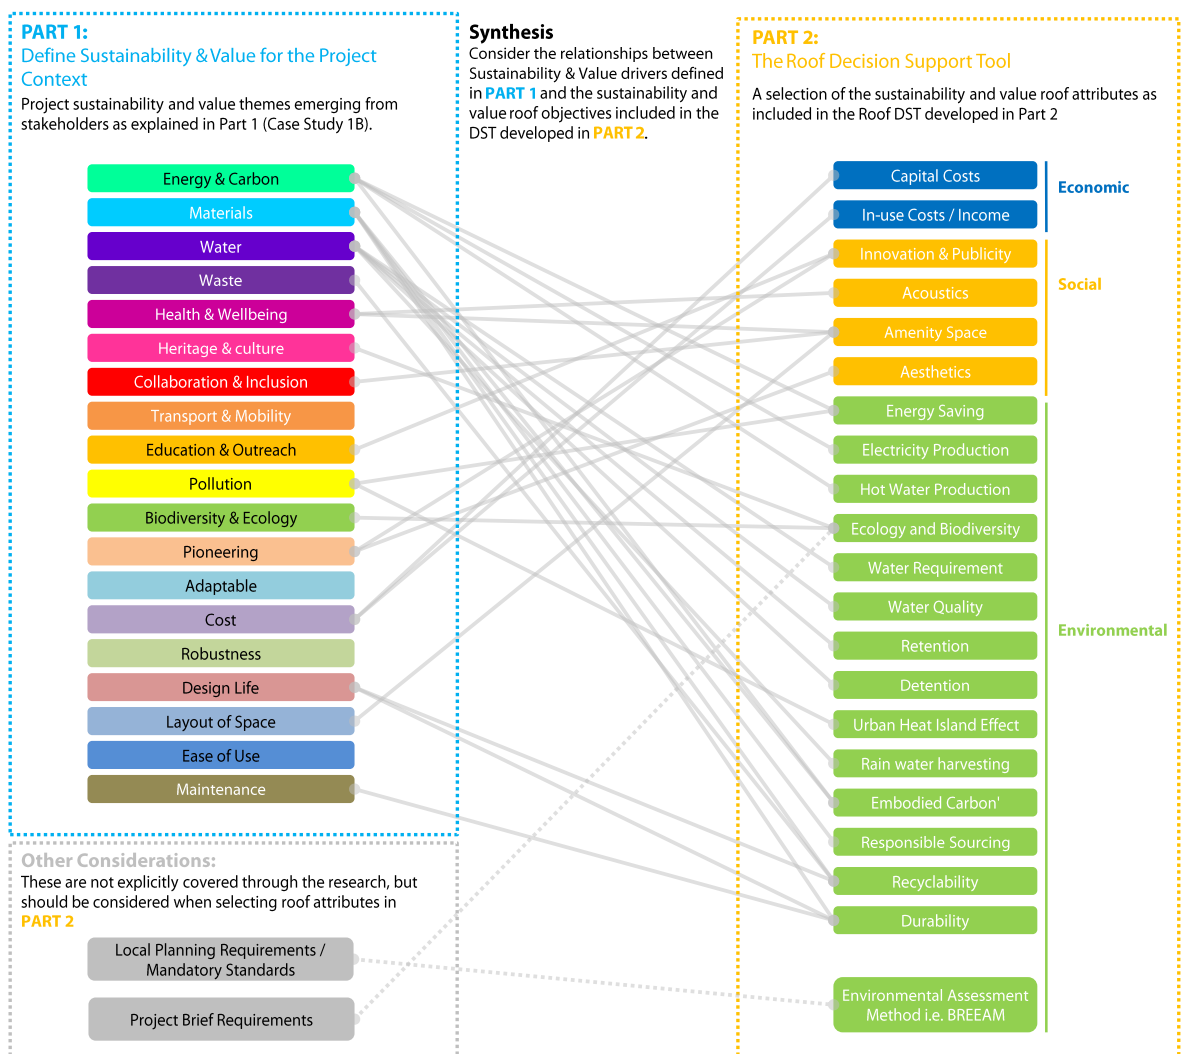 PART 1:
Define Sustainability & Value for the Project
Context
Project sustainability and value themes emerging from
stakeholders as explained in Part 1 (Case Study 1B).
Energy & Carbon
Materials
Water
Waste
Health & Wellbeing
Heritage & culture
Collaboration & Inclusion
Transport & Mobility
Education & Outreach
Pollution
Biodiversity & Ecology
Pioneering
Adaptable
Cost
Robustness
Design Life
Layout of Space
Ease of Use
Maintenance
Other Considerations:
These are not explicitly covered through the research, but
should be considered when selecting roof attributes in
PART 2
Local Planning Requirements /
Mandatory Standards
Project Brief Requirements
Synthesis
Consider the relationships between
Sustainability & Value drivers defined
in PART 1 and the sustainability and
value roof objectives included in the
DST developed in PART 2.
PART 2:
The Roof Decision Support Tool
A selection of the sustainability and value roof attributes as
included in the Roof DST developed in Part 2
Capital Costs
In-use Costs / Income
Economic
Innovation & Publicity
Acoustics
Amenity Space
Aesthetics
Social
Energy Saving
Electricity Production
Hot Water Production
Ecology and Biodiversity
Water Requirement
Water Quality
Retention
Detention
Urban Heat Island Effect
Rain water harvesting
Embodied Carbon'
Responsible Sourcing
Recyclability
Durability
Environmental Assessment
Method i.e. BREEAM
Environmental